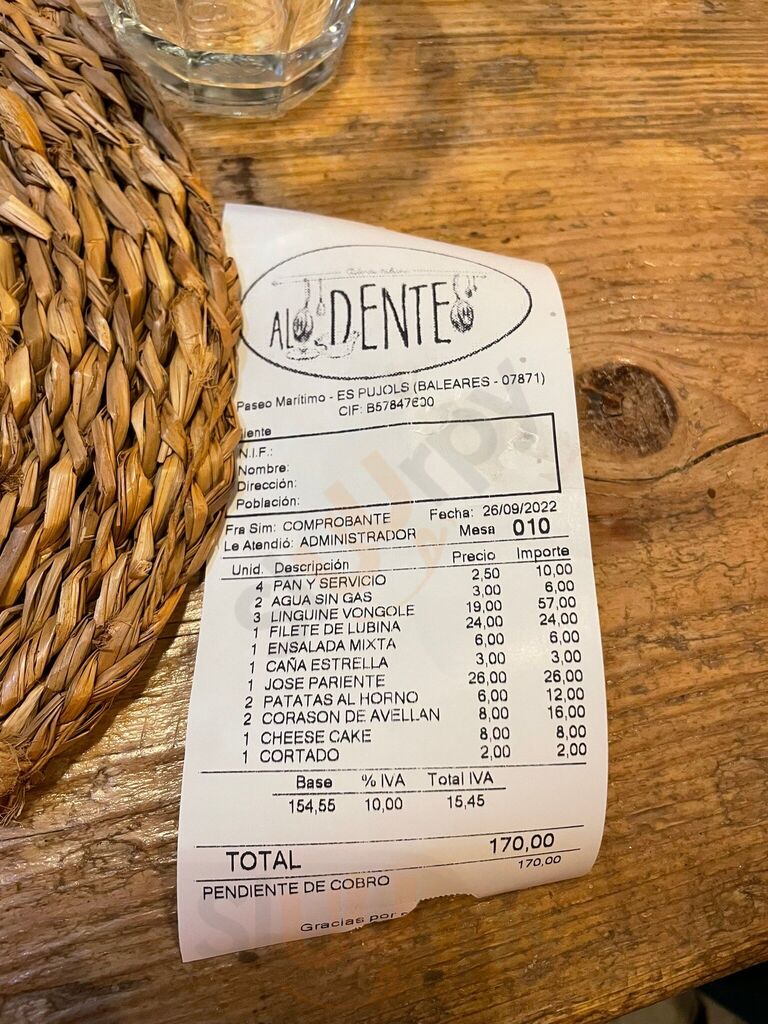 AL DENTE
Paseo Marítimo - ES PUJOLS (BALEARES - 07871)
CIF: B57847600
iente
N.I.F.:
Nombre:
Dirección:
Población:
Fra Sim: COMPROBANTE Fecha: 26/09/2022
Le Atendió: ADMINISTRADOR Mesa 010
Unid. Descripción Precio Importe
4 PAN Y SERVICIO 2,50 10,00
2 AGUA SIN GAS 3,00 6,00
3 LINGUINE VONGOLE 19,00 57,00
1 FILETE DE LUBINA 24,00 24,00
1 ENSALADA MIXTA 6,00 6,00
1 CAÑA ESTRELLA 3,00 3,00
1 JOSE PARIENTE 26,00 26,00
2 PATATAS AL HORNO 6,00 12,00
2 CORASON DE AVELLAN 8,00 16,00
1 CHEESE CAKE 8,00 8,00
1 CORTADO 2,00 2,00
Base % IVA Total IVA
154,55 10,00 15,45
TOTAL 170,00
PENDIENTE DE COBRO 170,00
Gracias por